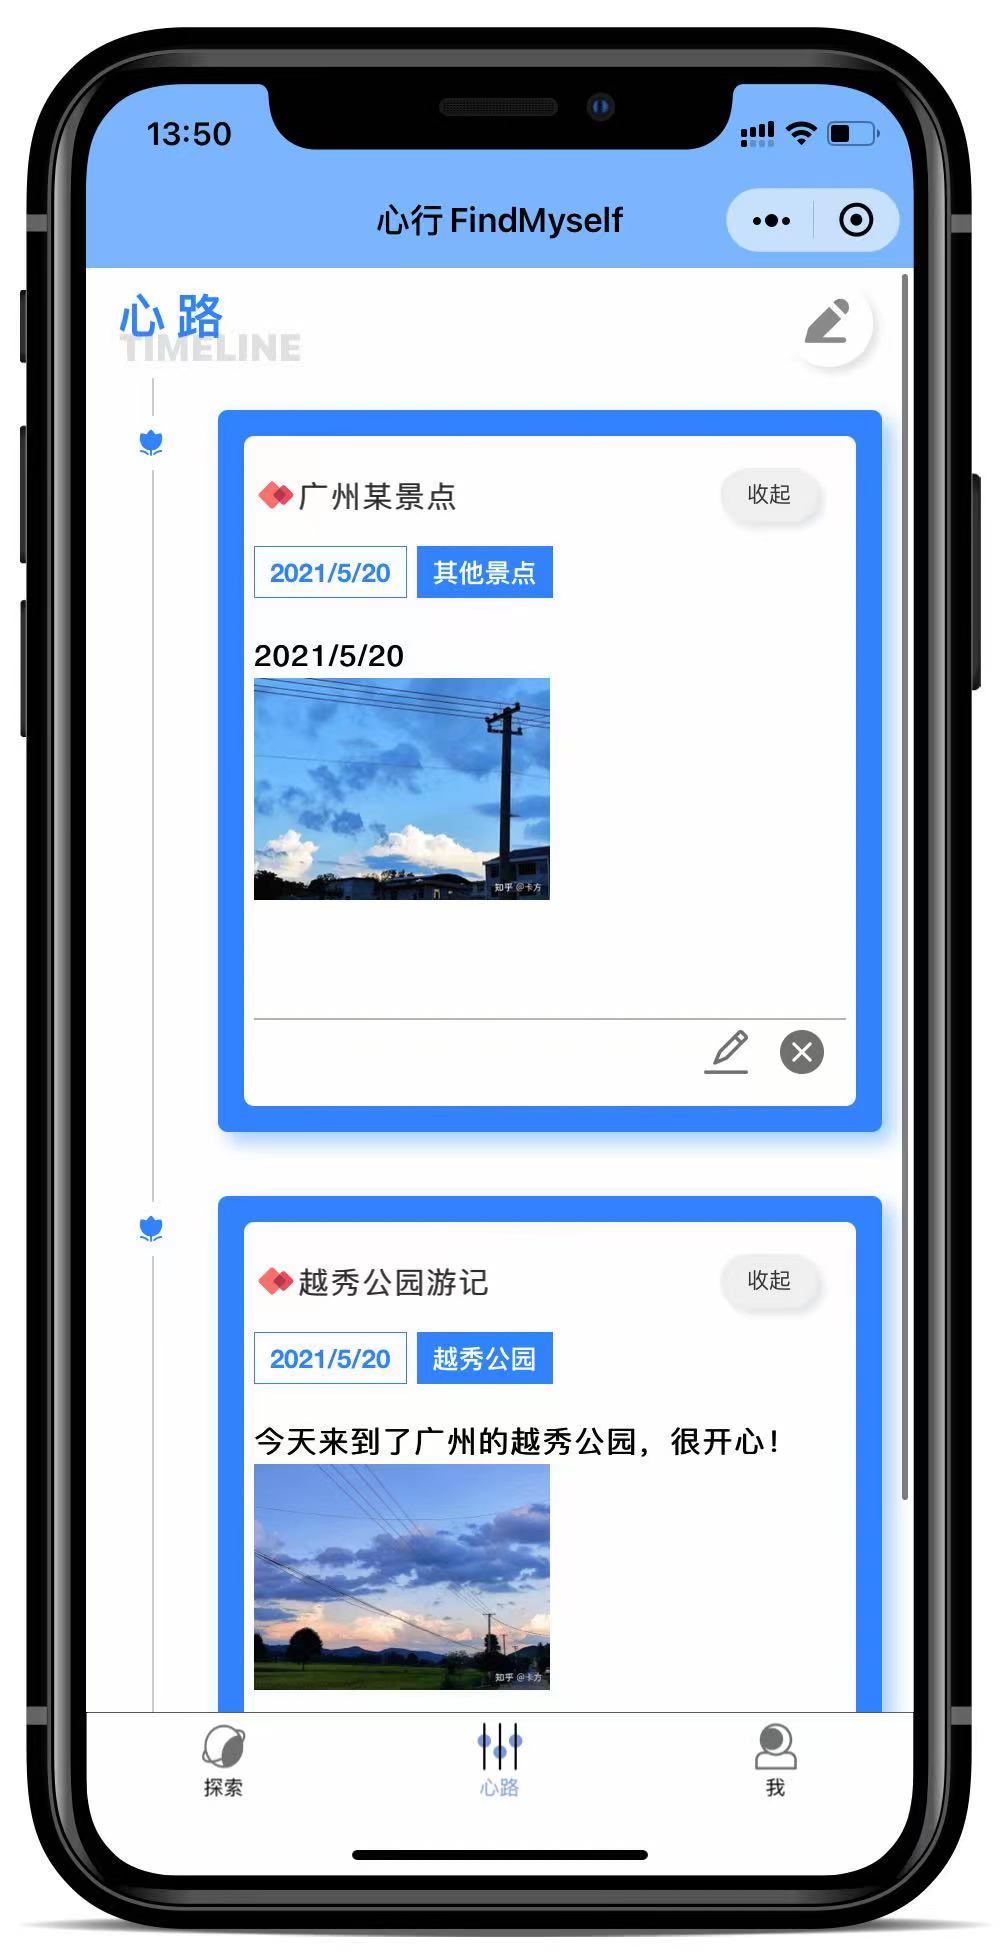 13:50
心行 FindMyself
心路
TIMELINE
广州某景点
收起
2021/5/20
其他景点
2021/5/20
知乎 @卡方
越秀公园游记
收起
2021/5/20
越秀公园
今天来到了广州的越秀公园，很开心！
知乎 @卡方
探索
心路
我